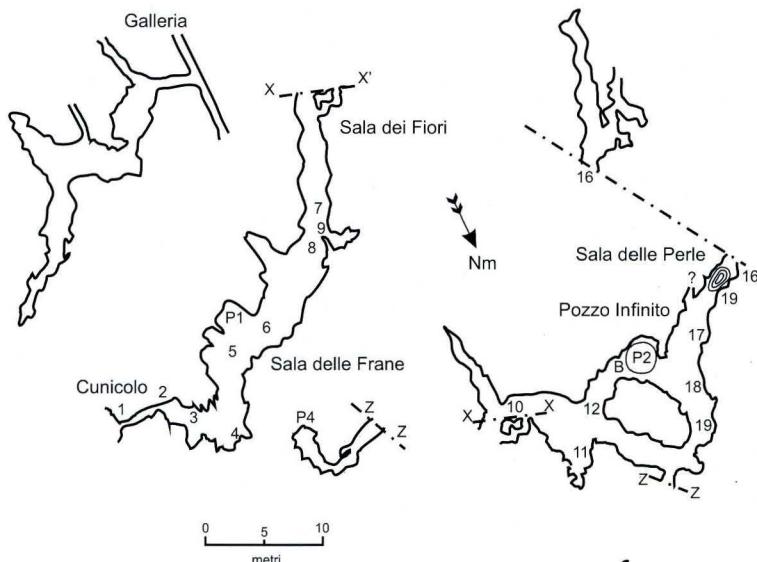 Galleria
X X'
Sala dei Fiori
7
9
8
P1
6
5
Sala delle Frane
Cunicolo
2
1
3
4
P4
Z
Z
0 5 10
metri
Nm
16
Sala delle Perle
?
16
19
Pozzo Infinito
17
P2
B
18
X 10 X
12
19
11
Z Z